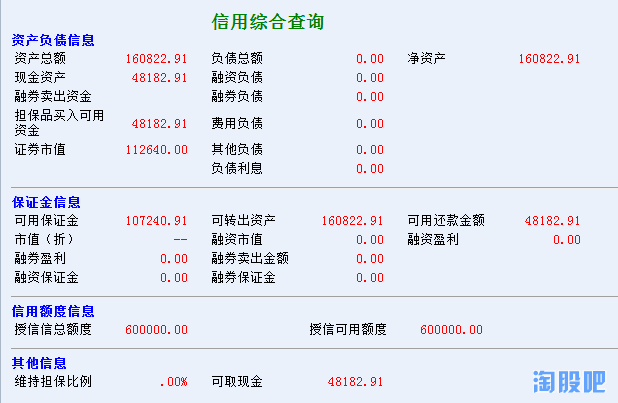 信用综合查询
资产负债信息
资产总额 160822.91 负债总额 0.00 净资产 160822.91
现金资产 48182.91 融资负债 0.00
融券卖出资金 融券负债 0.00
担保品买入可用
资金 48182.91 费用负债 0.00
证券市值 112640.00 其他负债 0.00
负债利息 0.00
保证金信息
可用保证金 107240.91 可转出资产 160822.91 可用还款金额 48182.91
市值（折） -- 融资市值 0.00 融资盈利 0.00
融券盈利 0.00 融券卖出金额 0.00
融资保证金 0.00 融券保证金 0.00
信用额度信息
授信信总额度 600000.00 授信可用额度 600000.00
其他信息
维持担保比例 .00% 可取现金 48182.91
淘股吧